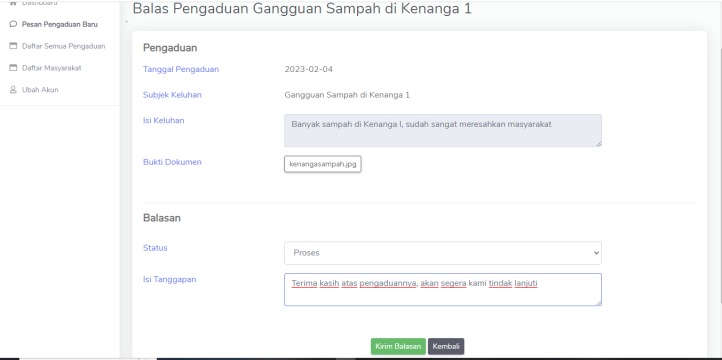 Dashboard
Balas Pengaduan Gangguan Sampah di Kenanga 1
Pesan Pengaduan Baru
Daftar Semua Pengaduan
Daftar Masyarakat
Ubah Akun
Pengaduan
Tanggal Pengaduan 2023-02-04
Subjek Keluhan Gangguan Sampah di Kenanga 1
Isi Keluhan Banyak sampah di Kenanga I, sudah sangat meresahkan masyarakat
Bukti Dokumen kenangasampah.jpg
Balasan
Status Proses
Isi Tanggapan Terima kasih atas pengaduannya, akan segera kami tindak lanjuti
Kirim Balasan Kembali